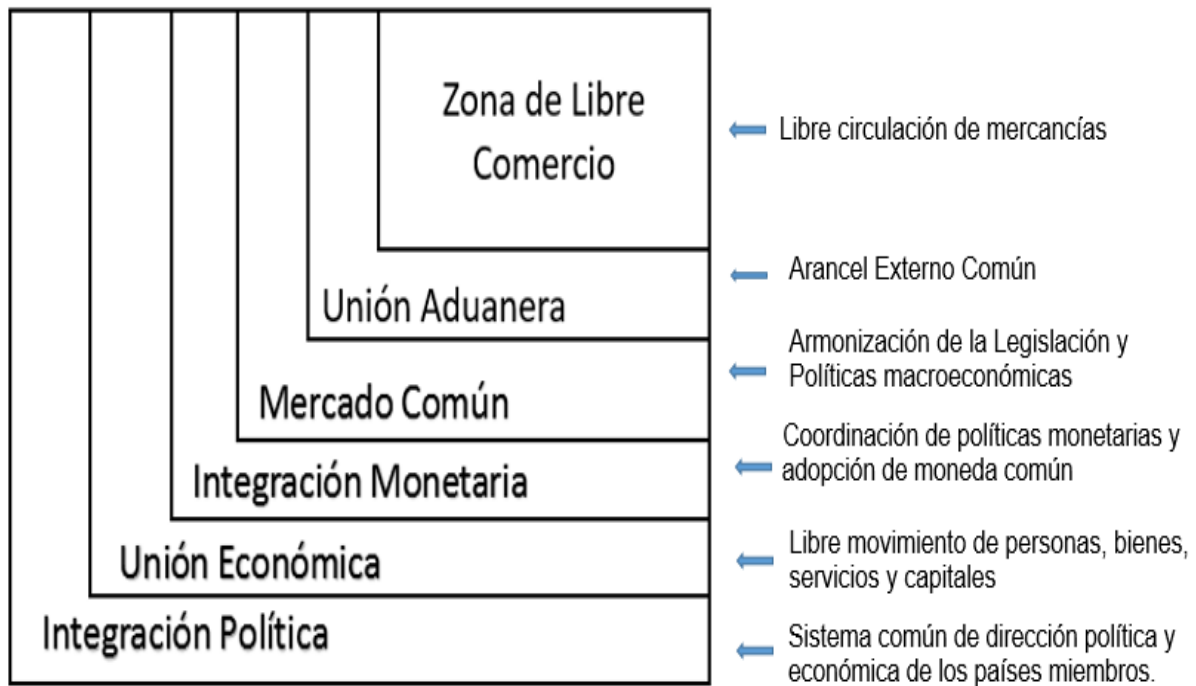 Zona de Libre
Comercio
Libre circulación de mercancías
Arancel Externo Común
Unión Aduanera
Armonización de la Legislación y
Políticas macroeconómicas
Mercado Común
Coordinación de políticas monetarias y
adopción de moneda común
Integración Monetaria
Libre movimiento de personas, bienes,
servicios y capitales
Unión Económica
Integración Política
Sistema común de dirección política y
económica de los países miembros.